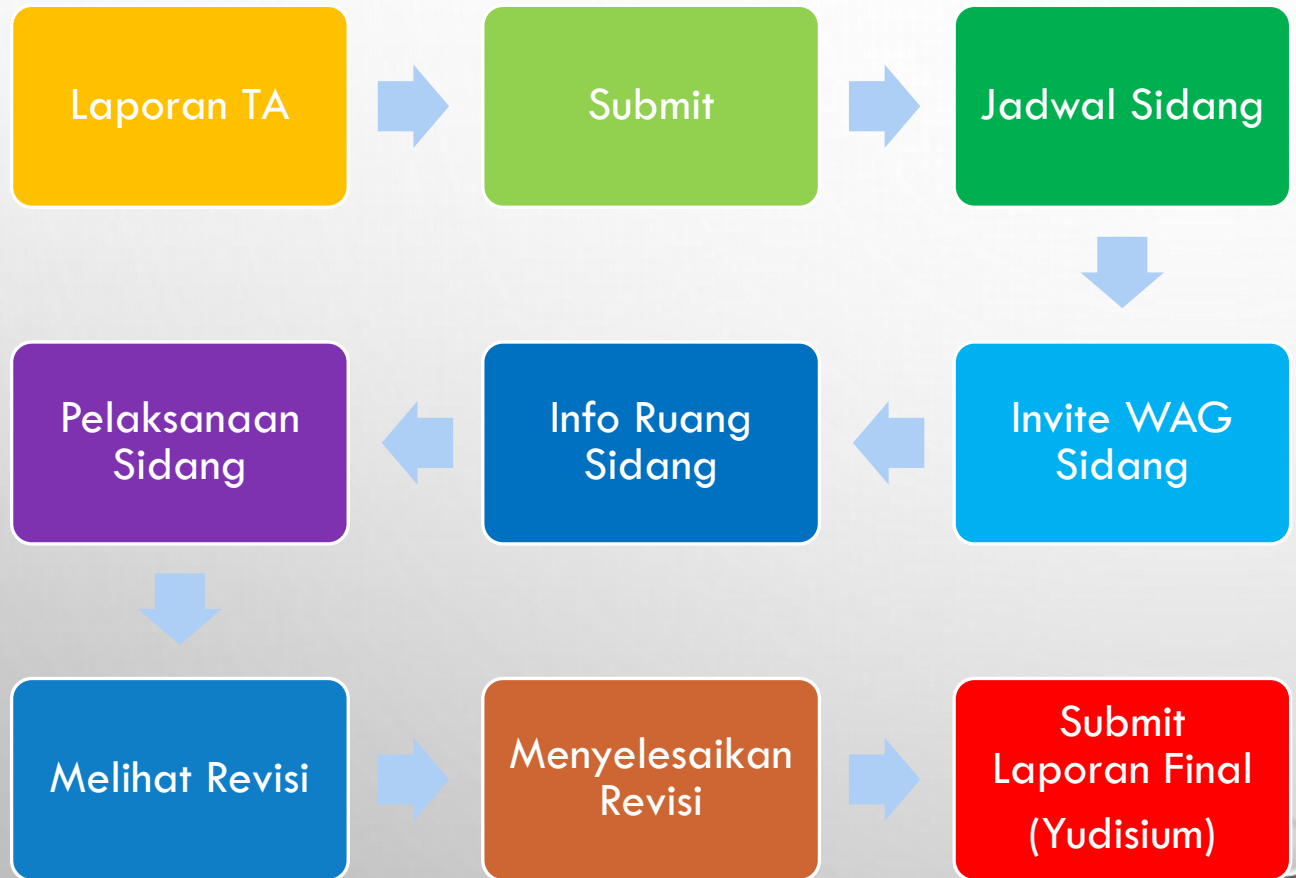 Laporan TA
Submit
Jadwal Sidang
Invite WAG
Sidang
Info Ruang
Sidang
Pelaksanaan
Sidang
Melihat Revisi
Menyelesaikan
Revisi
Submit
Laporan Final
(Yudisium)